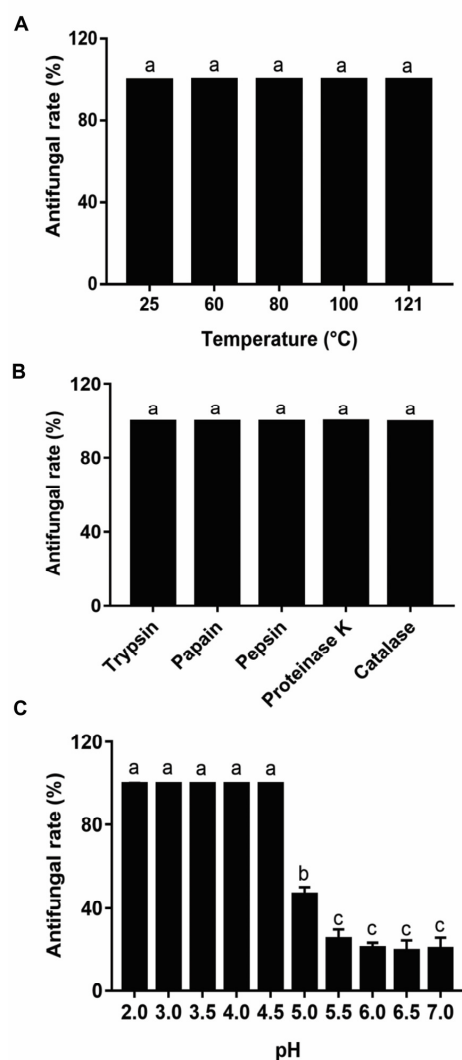 A
120
80
40
0
Antifungal rate (%)
a a a a a
25 60 80 100 121
Temperature (°C)
B
120
80
40
0
Antifungal rate (%)
a a a a a
Trypsin
Papain
Pepsin
Proteinase K
Catalase
C
120
80
40
0
Antifungal rate (%)
a a a a a b c c c c
2.0 3.0 3.5 4.0 4.5 5.0 5.5 6.0 6.5 7.0
pH